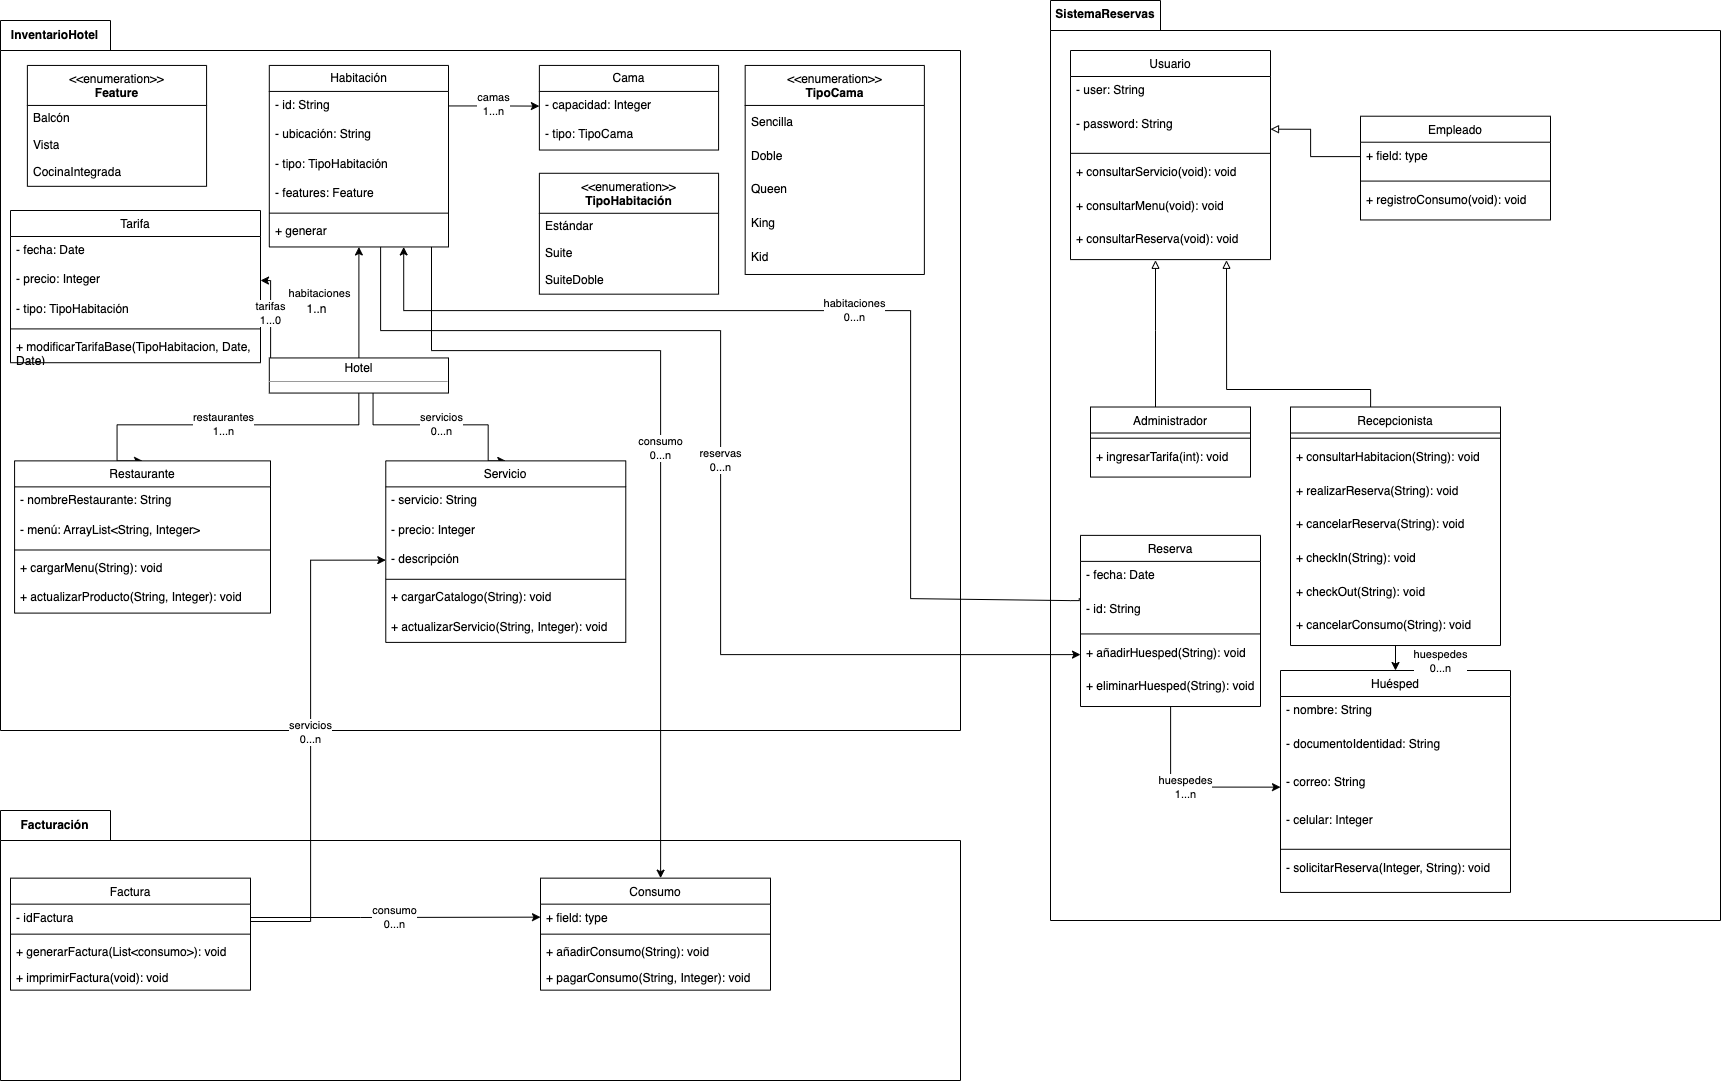 InventarioHotel
<<enumeration>>
Feature
Balcón
Vista
CocinaIntegrada
Habitación
- id: String
- ubicación: String
- tipo: TipoHabitación
- features: Feature
+ generar
camas
1...n
Cama
- capacidad: Integer
- tipo: TipoCama
<<enumeration>>
TipoHabitación
Estándar
Suite
SuiteDoble
<<enumeration>>
TipoCama
Sencilla
Doble
Queen
King
Kid
Tarifa
- fecha: Date
- precio: Integer
- tipo: TipoHabitación
+ modificarTarifaBase(TipoHabitacion, Date,
Date)
tarifas
1...0
habitaciones
1..n
Hotel
habitaciones
0...n
restaurantes
1...n
servicios
0...n
consumo
0...n
reservas
0...n
Restaurante
- nombreRestaurante: String
- menú: ArrayList<String, Integer>
+ cargarMenu(String): void
+ actualizarProducto(String, Integer): void
Servicio
- servicio: String
- precio: Integer
- descripción
+ cargarCatalogo(String): void
+ actualizarServicio(String, Integer): void
servicios
0...n
Facturación
Factura
- idFactura
+ generarFactura(List<consumo>): void
+ imprimirFactura(void): void
consumo
0...n
Consumo
+ field: type
+ añadirConsumo(String): void
+ pagarConsumo(String, Integer): void
SistemaReservas
Usuario
- user: String
- password: String
+ consultarServicio(void): void
+ consultarMenu(void): void
+ consultarReserva(void): void
Empleado
+ field: type
+ registroConsumo(void): void
Administrador
+ ingresarTarifa(int): void
Recepcionista
+ consultarHabitacion(String): void
+ realizarReserva(String): void
+ cancelarReserva(String): void
+ checkIn(String): void
+ checkOut(String): void
+ cancelarConsumo(String): void
Reserva
- fecha: Date
- id: String
+ añadirHuesped(String): void
+ eliminarHuesped(String): void
huespedes
0...n
huespedes
1...n
Huésped
- nombre: String
- documentoIdentidad: String
- correo: String
- celular: Integer
- solicitarReserva(Integer, String): void